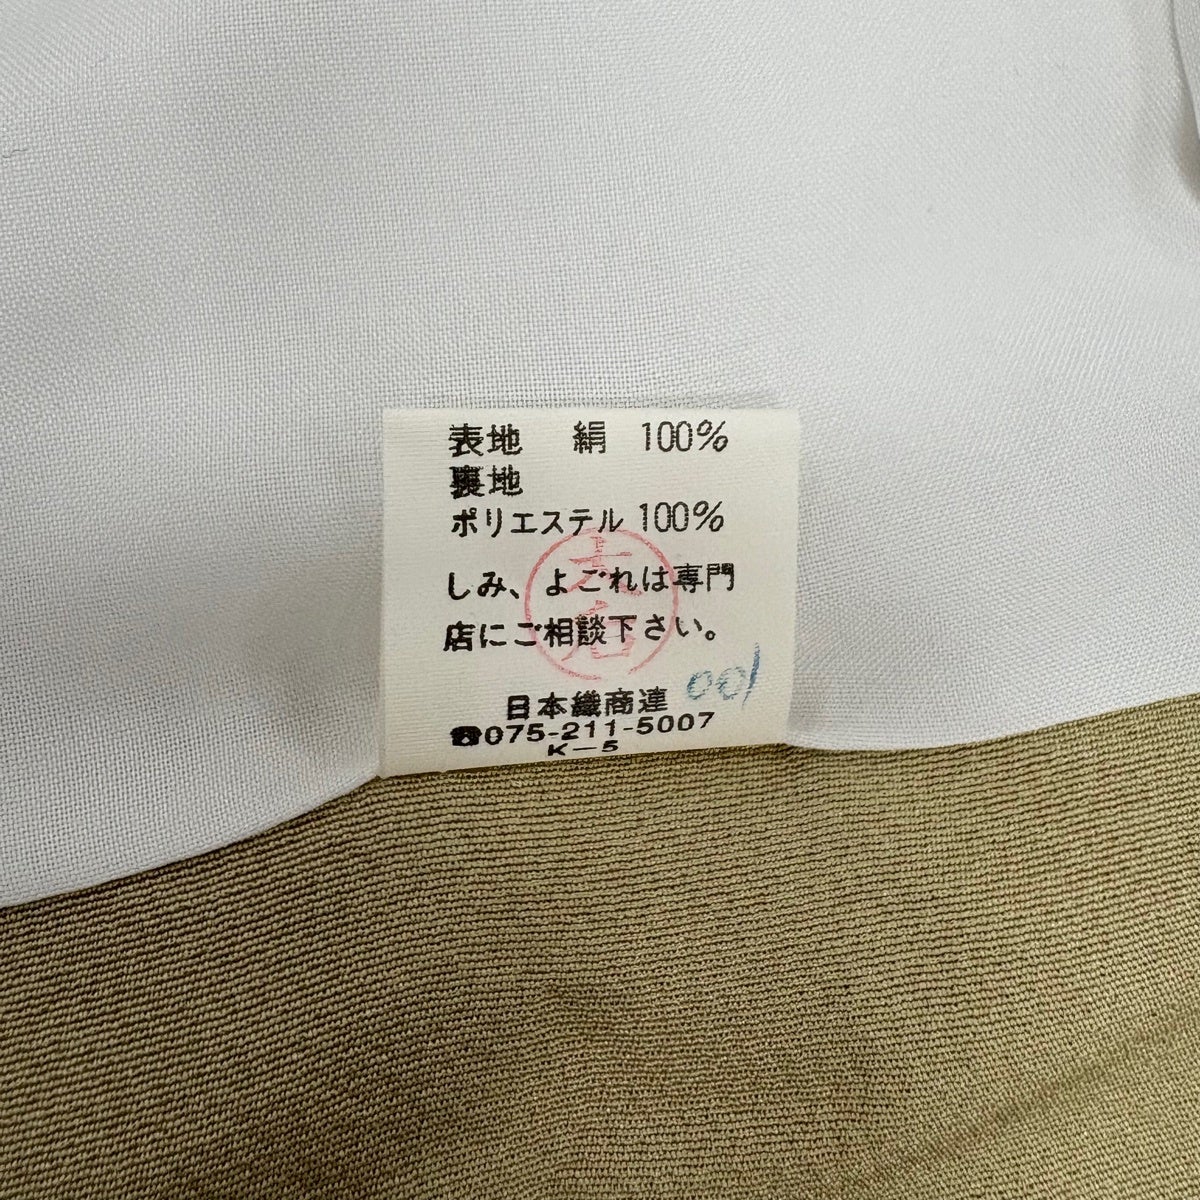 表地 絹 100%
裏地
ポリエステル 100%
しみ、よごれは専門
店にご相談下さい。
日本織商連
☎075-211-5007
K-5